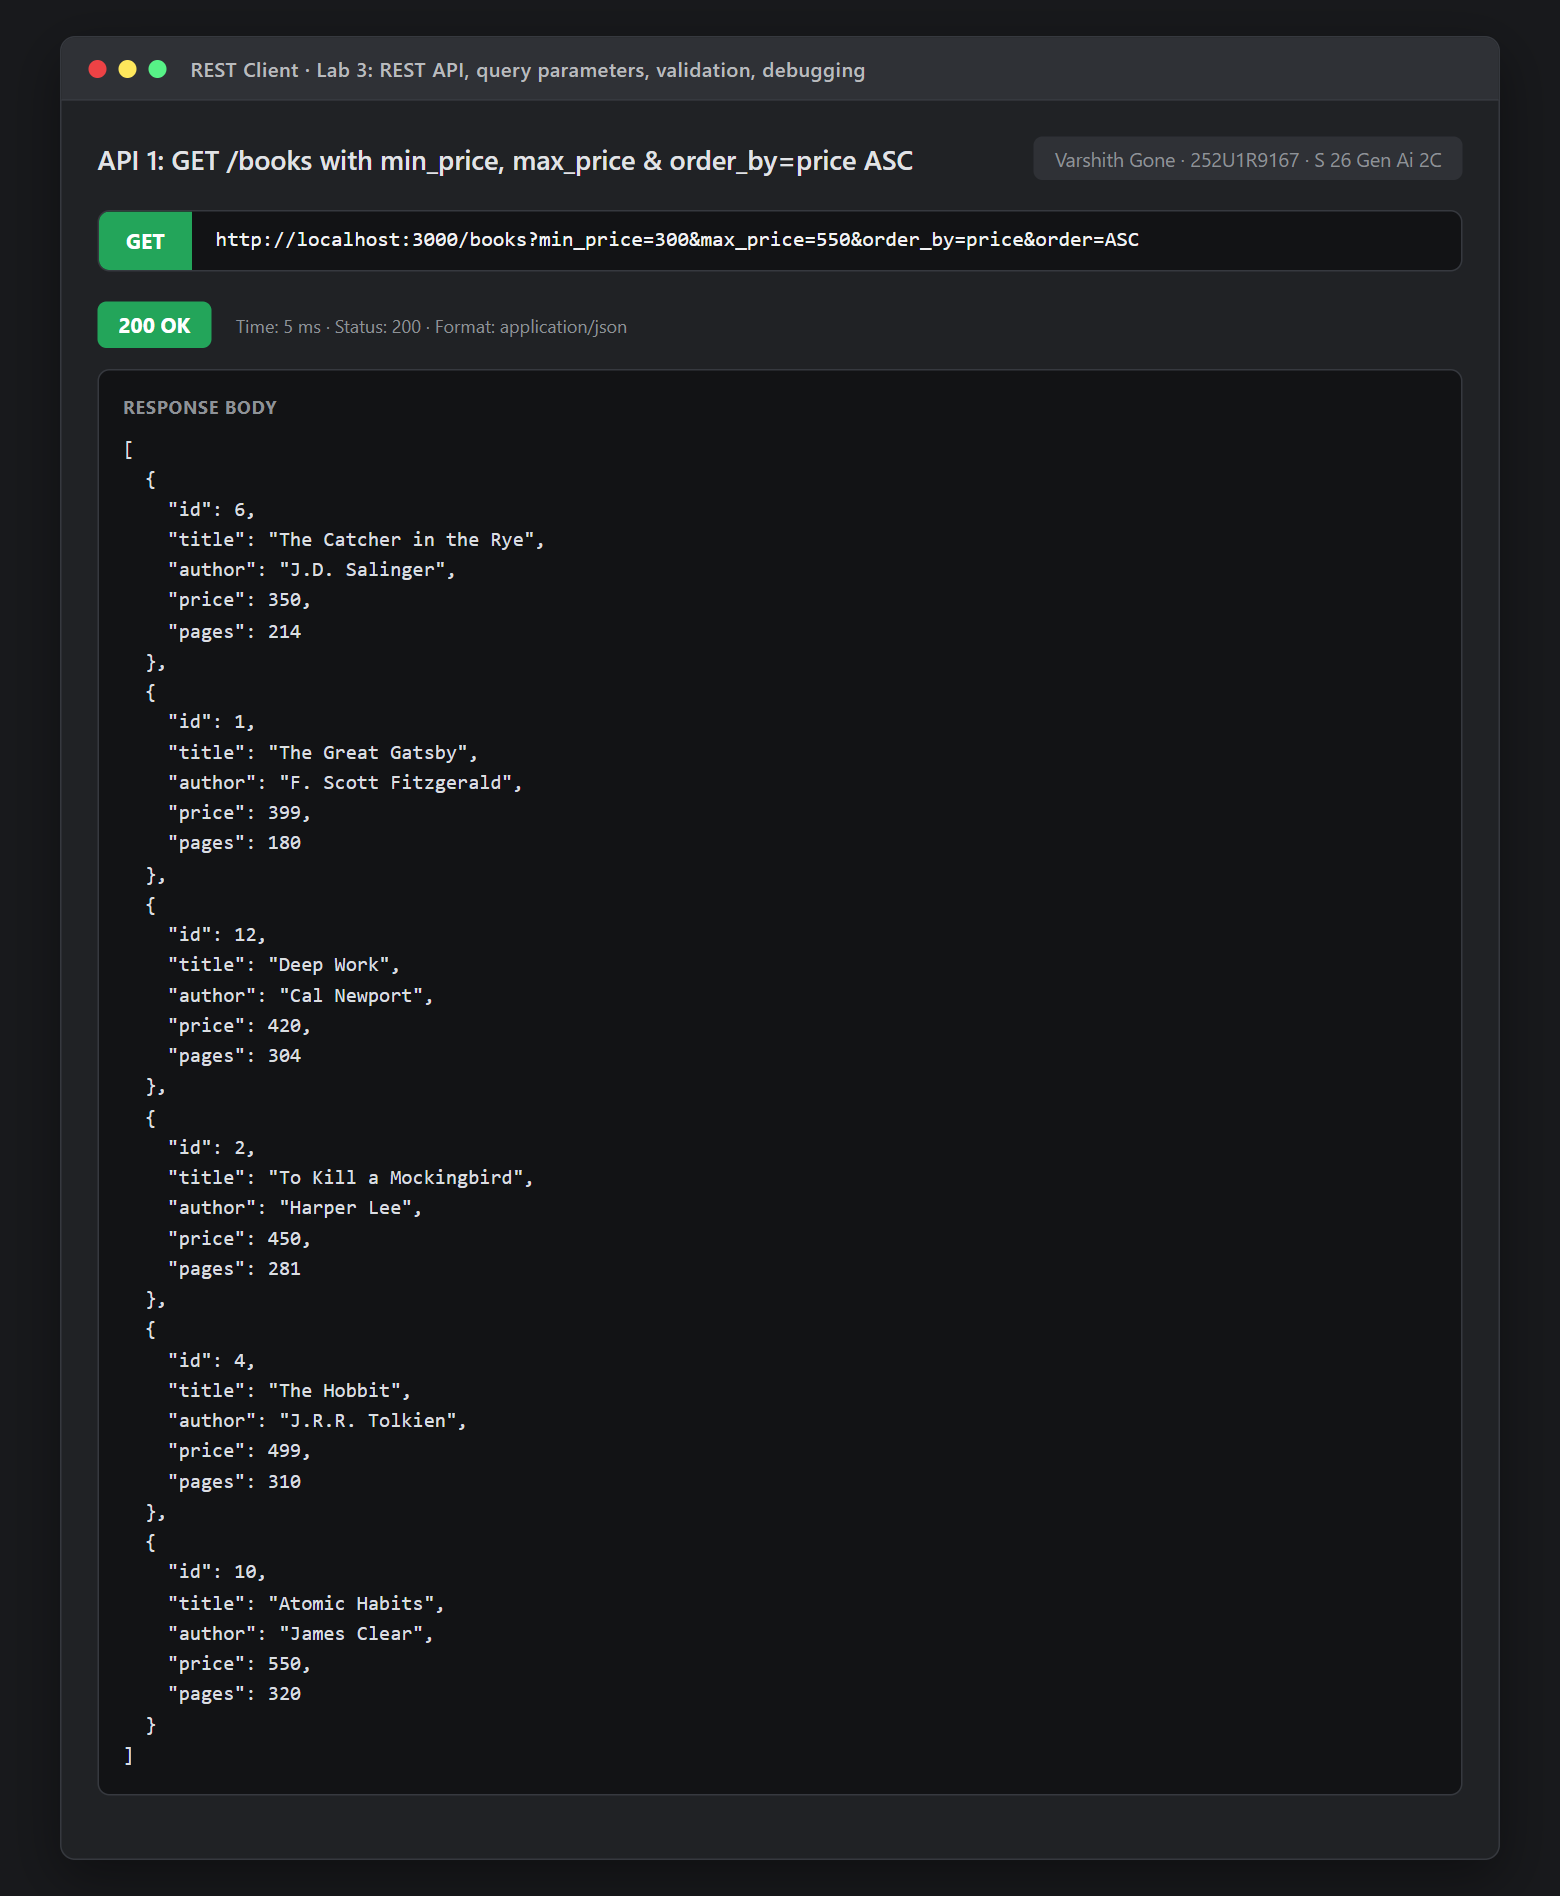 REST Client · Lab 3: REST API, query parameters, validation, debugging
API 1: GET /books with min_price, max_price & order_by=price ASC
Varshith Gone · 252U1R9167 · S 26 Gen Ai 2C
GET http://localhost:3000/books?min_price=300&max_price=550&order_by=price&order=ASC
200 OK Time: 5 ms · Status: 200 · Format: application/json
RESPONSE BODY
[
  {
    "id": 6,
    "title": "The Catcher in the Rye",
    "author": "J.D. Salinger",
    "price": 350,
    "pages": 214
  },
  {
    "id": 1,
    "title": "The Great Gatsby",
    "author": "F. Scott Fitzgerald",
    "price": 399,
    "pages": 180
  },
  {
    "id": 12,
    "title": "Deep Work",
    "author": "Cal Newport",
    "price": 420,
    "pages": 304
  },
  {
    "id": 2,
    "title": "To Kill a Mockingbird",
    "author": "Harper Lee",
    "price": 450,
    "pages": 281
  },
  {
    "id": 4,
    "title": "The Hobbit",
    "author": "J.R.R. Tolkien",
    "price": 499,
    "pages": 310
  },
  {
    "id": 10,
    "title": "Atomic Habits",
    "author": "James Clear",
    "price": 550,
    "pages": 320
  }
]